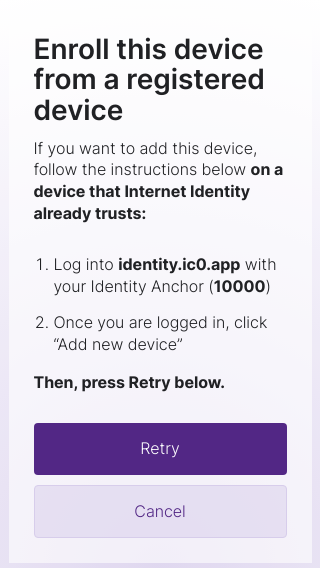 Enroll this device
from a registered
device
If you want to add this device,
follow the instructions below on a
device that Internet Identity
already trusts:
1. Log into identity.ic0.app with
your Identity Anchor (10000)
2. Once you are logged in, click
“Add new device”
Then, press Retry below.
Retry
Cancel